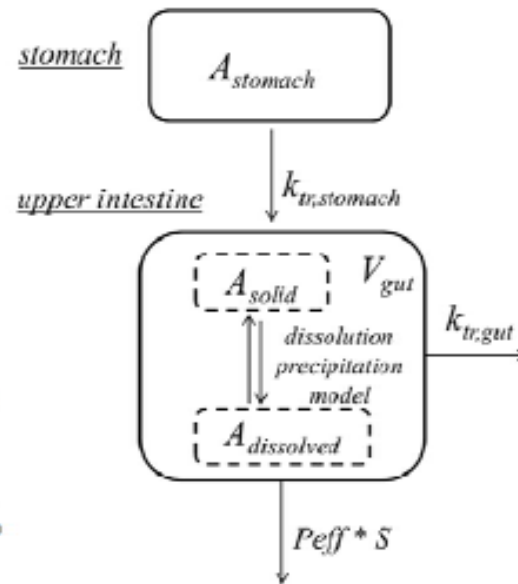 stomach
A_stomach
k_tr,stomach
upper intestine
A_solid
V_gut
k_tr,gut
dissolution
precipitation
model
A_dissolved
Peff * S